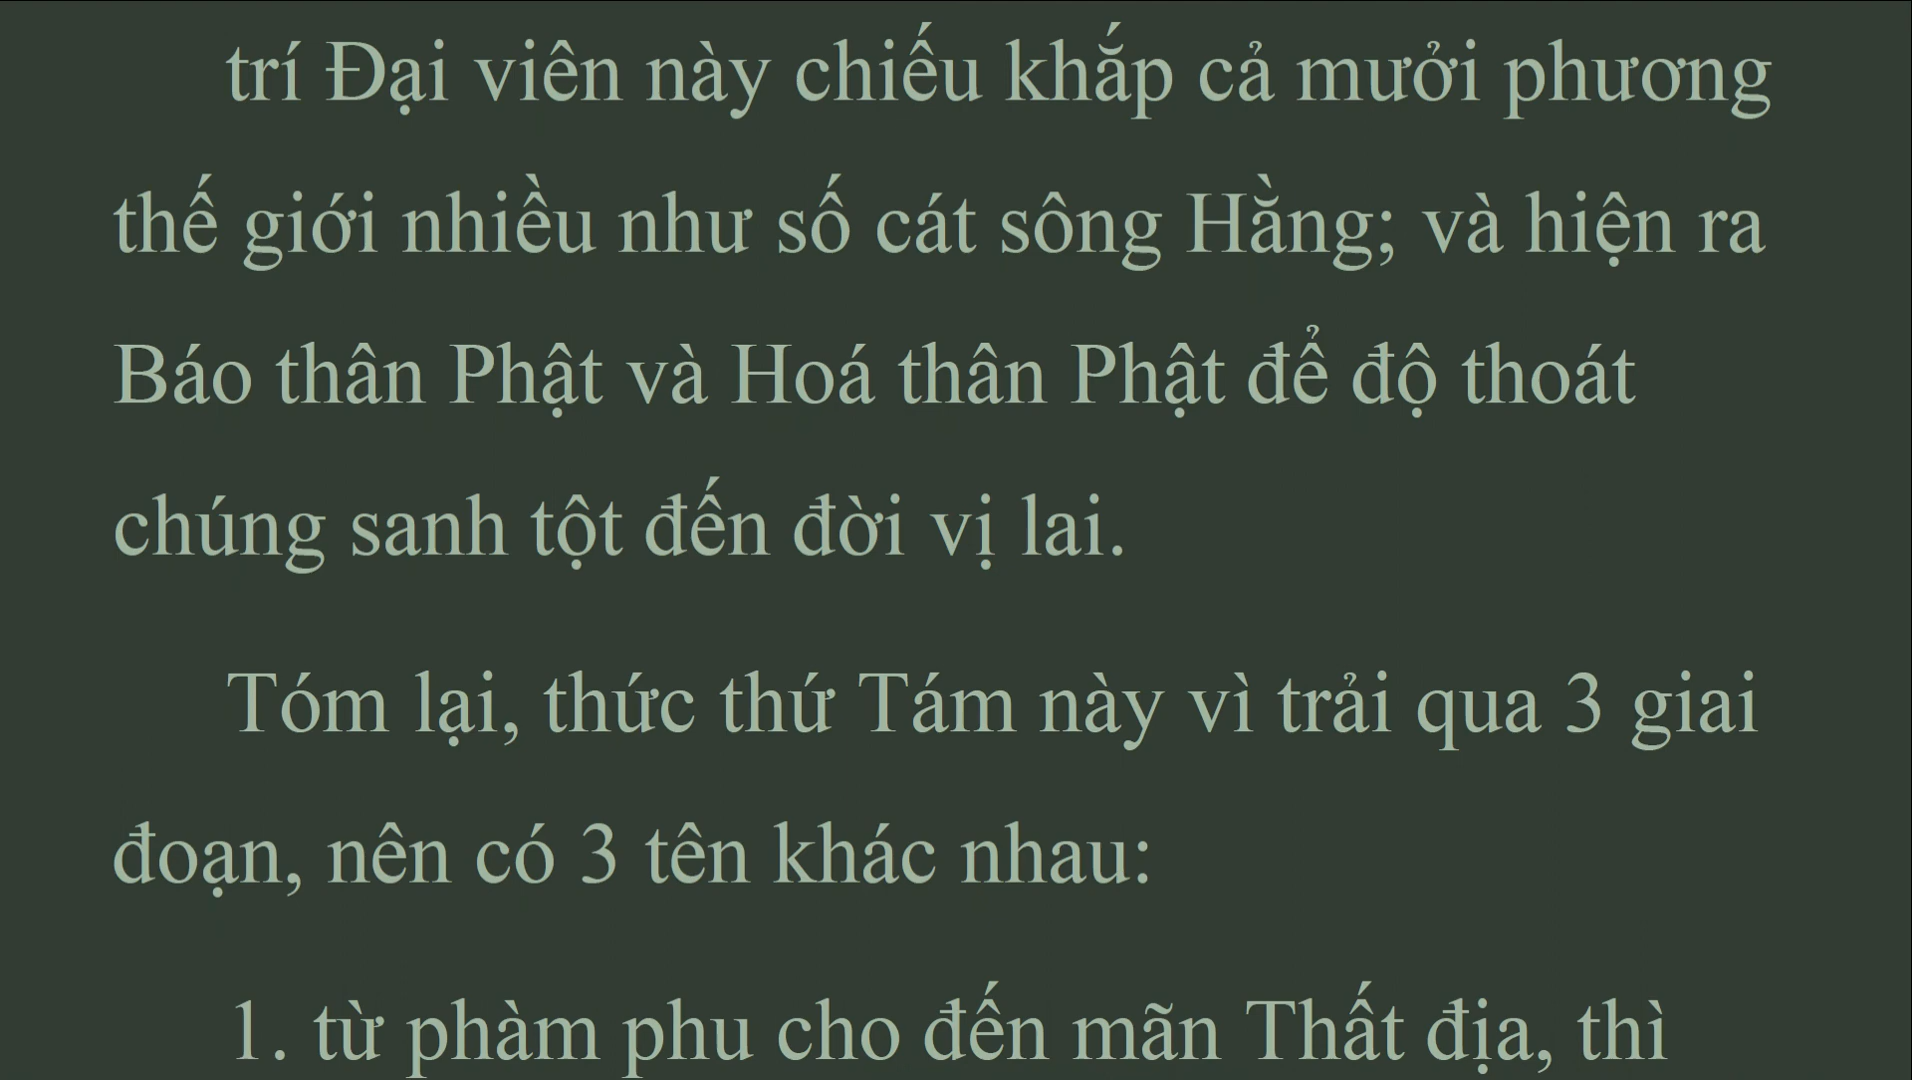 trí Đại viên này chiếu khắp cả mưởi phương
thế giới nhiều như số cát sông Hằng; và hiện ra
Báo thân Phật và Hoá thân Phật để độ thoát
chúng sanh tột đến đời vị lai.
Tóm lại, thức thứ Tám này vì trải qua 3 giai
đoạn, nên có 3 tên khác nhau:
1. từ phàm phu cho đến mãn Thất địa, thì